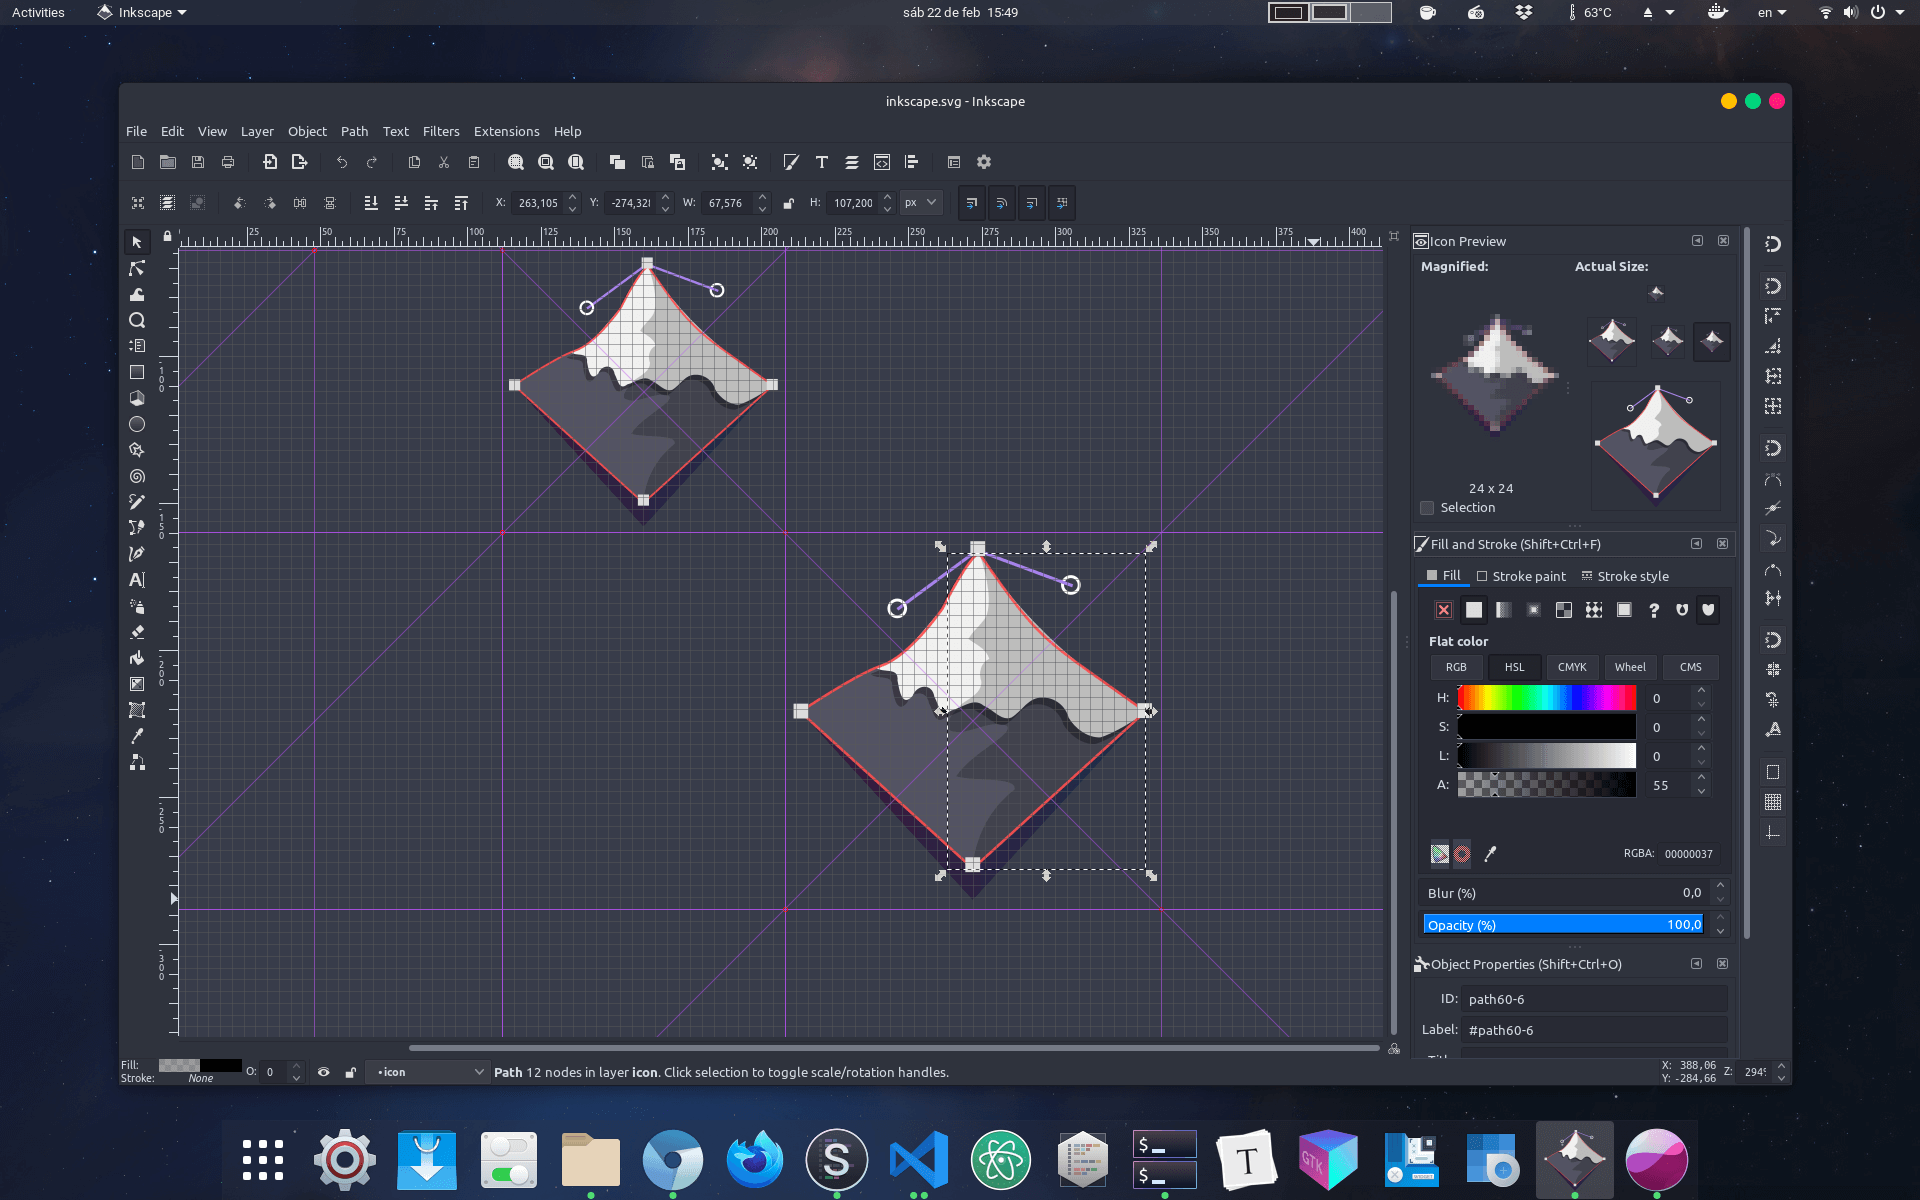 Activities Inkscape sáb 22 de feb 15:49 63°C en
inkscape.svg - Inkscape
File Edit View Layer Object Path Text Filters Extensions Help
X: 263,105 Y: -274,32 W: 67,576 H: 107,200 px
25 50 75 100 125 150 175 200 225 250 275 300 325 350 375 400
-100
-150
-200
-250
-300
Icon Preview
Magnified: Actual Size:
24 x 24
Selection
Fill and Stroke (Shift+Ctrl+F)
Fill Stroke paint Stroke style
?
Flat color
RGB HSL CMYK Wheel CMS
H: 0
S: 0
L: 0
A: 55
RGBA: 00000037
Blur (%) 0,0
Opacity (%) 100,0
Object Properties (Shift+Ctrl+O)
ID: path60-6
Label: #path60-6
Fill:
Stroke: None
O: 0
•icon
Path 12 nodes in layer icon. Click selection to toggle scale/rotation handles.
X: 388,06
Y: -284,66
Z: 294%
S $_ $_ T GTK